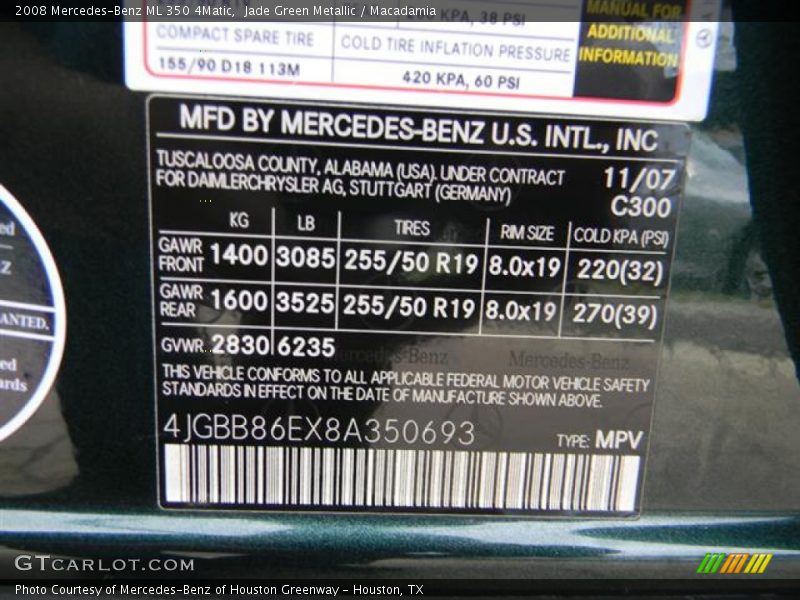 2008 Mercedes-Benz ML 350 4Matic, Jade Green Metallic / Macadamia
KPA, 38 PSI
MANUAL FOR
ADDITIONAL
INFORMATION
COMPACT SPARE TIRE
COLD TIRE INFLATION PRESSURE
155/90 D18 113M
420 KPA, 60 PSI
MFD BY MERCEDES-BENZ U.S. INTL., INC
TUSCALOOSA COUNTY, ALABAMA (USA). UNDER CONTRACT 11/07
FOR DAIMLERCHRYSLER AG, STUTTGART (GERMANY) C300
KG LB TIRES RIM SIZE COLD KPA (PSI)
GAWR FRONT 1400 3085 255/50 R19 8.0x19 220(32)
GAWR REAR 1600 3525 255/50 R19 8.0x19 270(39)
GVWR 2830 6235
Mercedes-Benz
THIS VEHICLE CONFORMS TO ALL APPLICABLE FEDERAL MOTOR VEHICLE SAFETY
STANDARDS IN EFFECT ON THE DATE OF MANUFACTURE SHOWN ABOVE.
4JGBB86EX8A350693
TYPE: MPV
GTCARLOT.COM
Photo Courtesy of Mercedes-Benz of Houston Greenway - Houston, TX